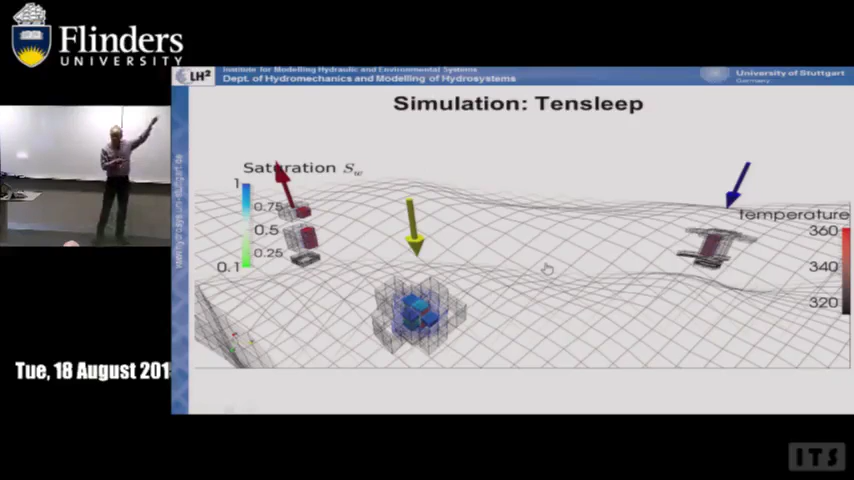 Flinders
UNIVERSITY
LH²
Institute for Modelling Hydraulic and Environmental Systems
Dept. of Hydromechanics and Modelling of Hydrosystems
University of Stuttgart
Germany
Simulation: Tensleep
Saturation Sw
1
0.75
0.5
0.25
0.1
temperature
360
340
320
Tue, 18 August 201
ITS